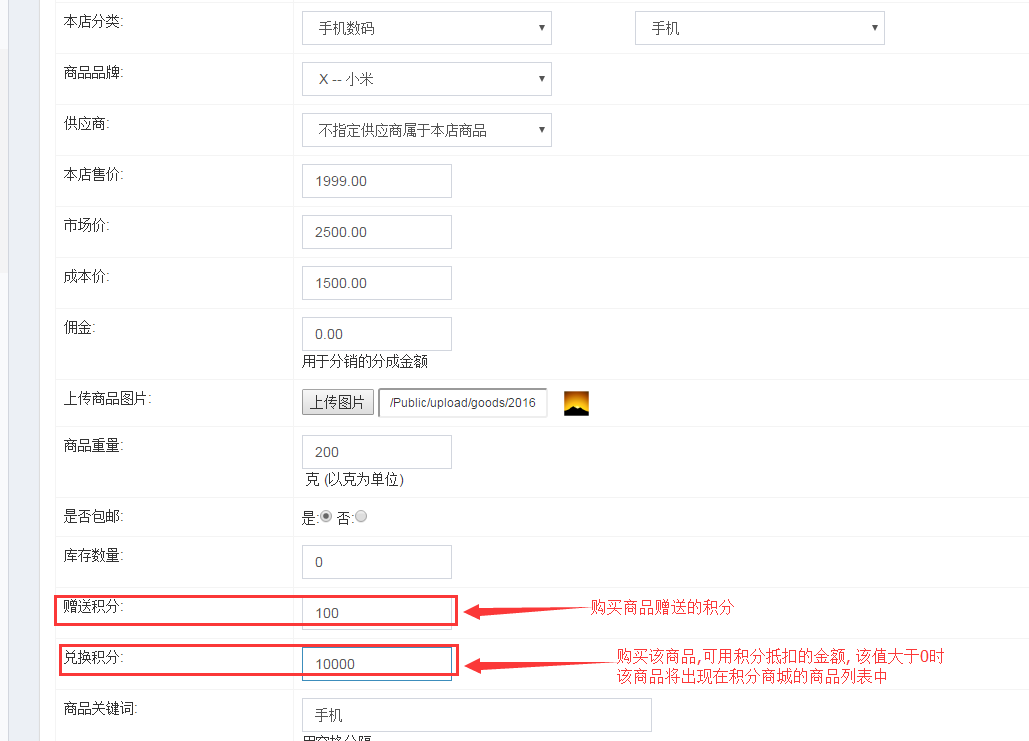 本店分类: 手机数码 手机
商品品牌: X -- 小米
供应商: 不指定供应商属于本店商品
本店售价: 1999.00
市场价: 2500.00
成本价: 1500.00
佣金: 0.00
用于分销的分成金额
上传商品图片: 上传图片 /Public/upload/goods/2016
商品重量: 200
克 (以克为单位)
是否包邮: 是: 否:
库存数量: 0
赠送积分: 100 购买商品赠送的积分
兑换积分: 10000 购买该商品,可用积分抵扣的金额, 该值大于0时
该商品将出现在积分商城的商品列表中
商品关键词: 手机
用空格分隔